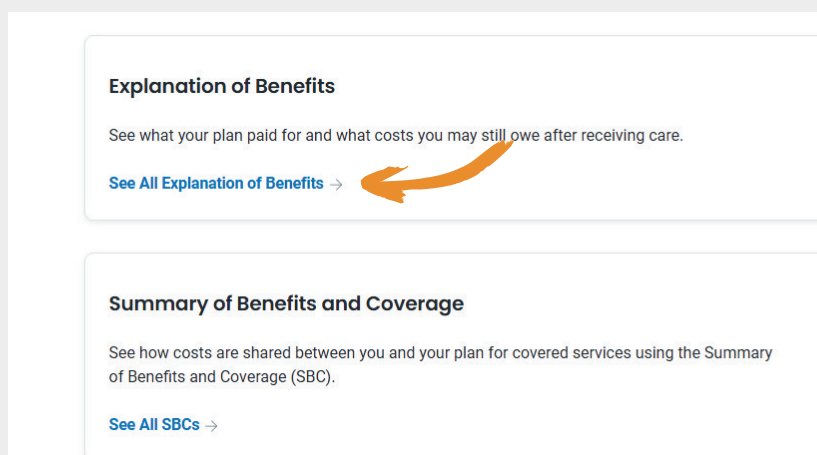 Explanation of Benefits
See what your plan paid for and what costs you may still owe after receiving care.
See All Explanation of Benefits →
Summary of Benefits and Coverage
See how costs are shared between you and your plan for covered services using the Summary
of Benefits and Coverage (SBC).
See All SBCs →